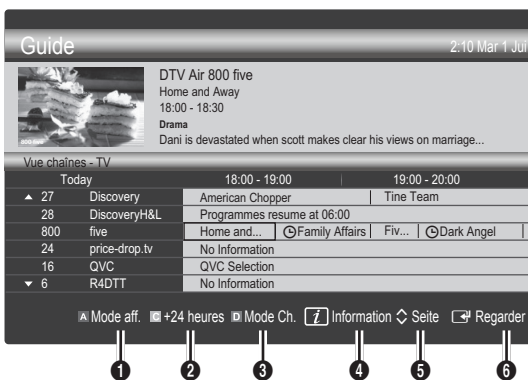 Guide
2:10 Mar 1 Jui
DTV Air 800 five
Home and Away
18:00 - 18:30
Drama
Dani is devastated when scott makes clear his views on marriage...
800 five
Vue chaînes - TV
Today 18:00 - 19:00 19:00 - 20:00
▲ 27 Discovery American Chopper Tine Team
28 DiscoveryH&L Programmes resume at 06:00
800 five Home and... Family Affairs Fiv... Dark Angel
24 price-drop.tv No Information
16 QVC QVC Selection
▼ 6 R4DTT No Information
A Mode aff. C +24 heures D Mode Ch. i Information Seite Regarder
1 2 3 4 5 6